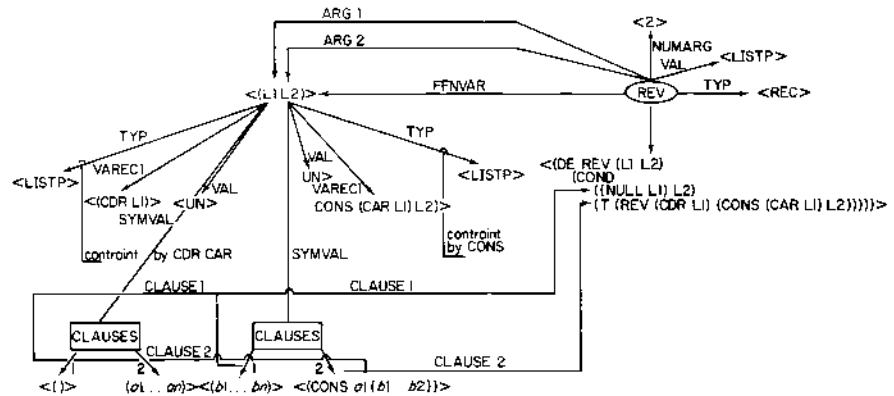 ARG 1
<2>
ARG 2
NUMARG
VAL
<LISTP>
<(L1 L2)>
FFNVAR
REV
TYP
<REC>
TYP
VAL
TYP
VAREC1
VAL
UN>
<LISTP>
<(CDR L1)>
<UN>
VAREC1
<LISTP>
SYMVAL
CONS (CAR L1) L2)>
<(DE REV (L1 L2)
(COND
((NULL L1) L2)
(T (REV (CDR L1) (CONS (CAR L1) L2)))))>
contraint by CDR CAR
SYMVAL
contraint
by CONS
CLAUSE 1
CLAUSE 1
CLAUSES
CLAUSES
CLAUSE 2
CLAUSE 2
1 2
1 2
<( )>
(a1 ... an)>
<(b1 ... bn)>
<(CONS a1 (b1 b2))>